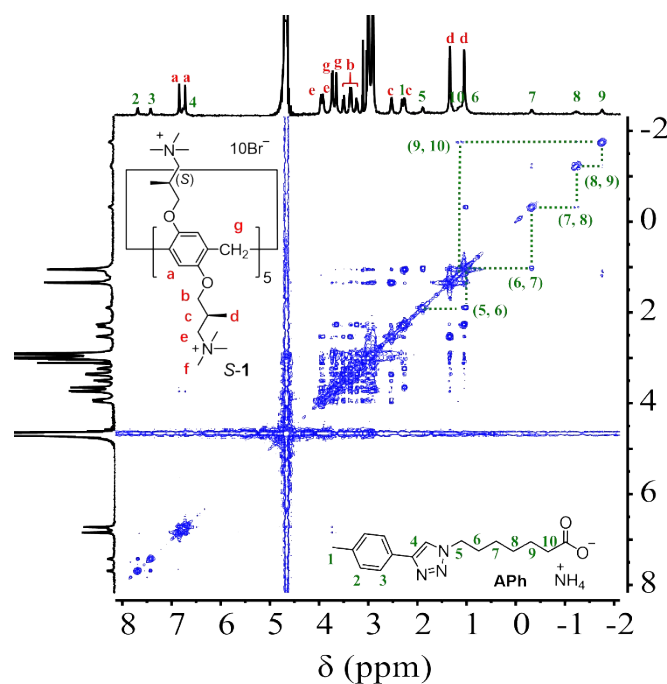 d d
g g b
a a e e c 1 c 10 6
2 3 4 5 7 8 9
-2
(9, 10)
(8, 9)
0
(7, 8)
(6, 7)
2
(5, 6)
4
6
8
N+
10Br−
(S)
O
g
CH2
5
a
O
b
c d
e
N+
f S-1
1 2 3 4 5 6 7 8 9 10
N N N
O
O−
APh
+
NH4
8 7 6 5 4 3 2 1 0 -1 -2
δ (ppm)